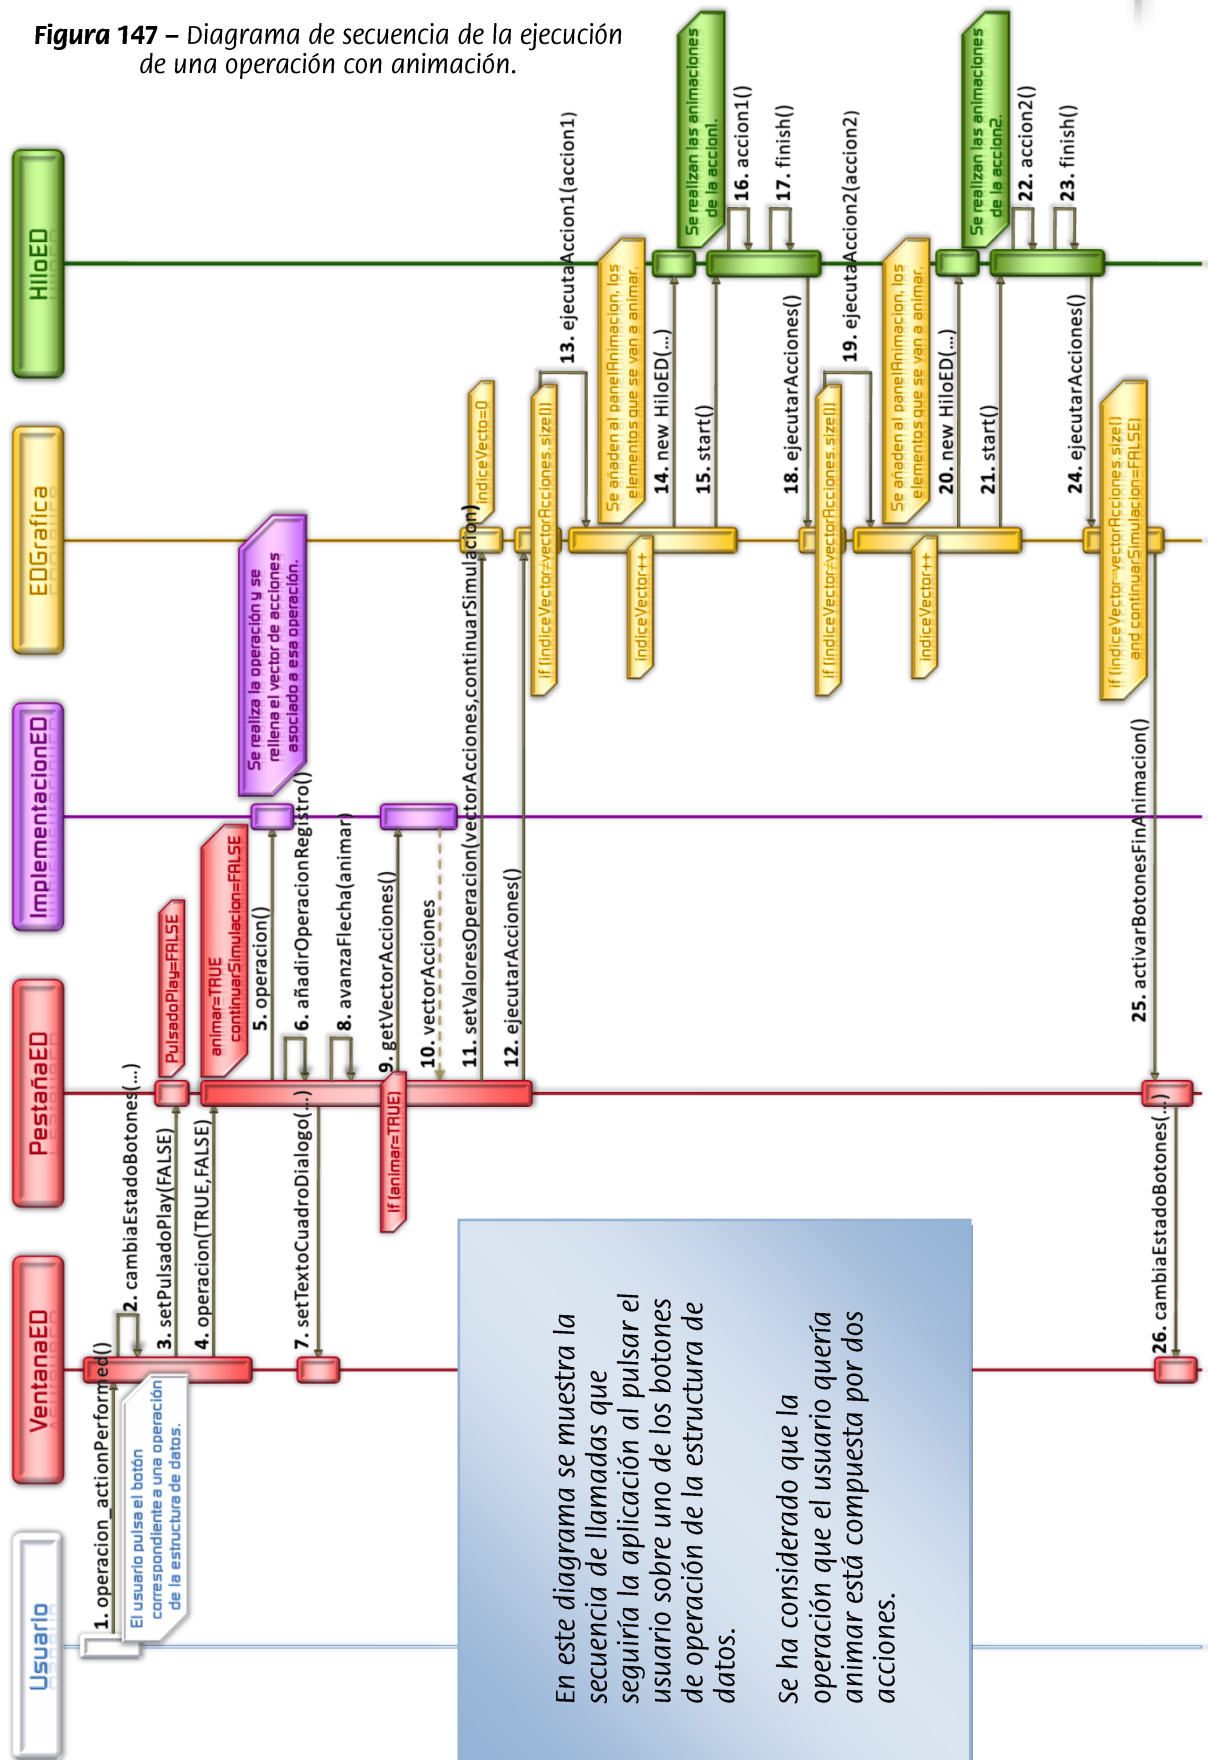 Figura 147 – Diagrama de secuencia de la ejecución
de una operación con animación.
Usuario
VentanaED
PestañaED
ImplementacionED
EDGrafica
HiloED
1. operacion_actionPerformed()
El usuario pulsa el botón
correspondiente a una operación
de la estructura de datos.
2. cambiaEstadoBotones(...)
3. setPulsadoPlay(FALSE)
PulsadoPlay=FALSE
4. operacion(TRUE,FALSE)
animar=TRUE
continuarSimulacion=FALSE
5. operacion()
Se realiza la operación y se
rellena el vector de acciones
asociado a esa operación.
6. añadirOperacionRegistro()
7. setTextoCuadroDialogo(...)
8. avanzaFlecha(animar)
If (animar=TRUE)
9. getVectorAcciones()
10. vectorAcciones
11. setValoresOperacion(vectorAcciones,continuarSimulacion)
indiceVecto=0
12. ejecutarAcciones()
if (indiceVector≠vectorAcciones.size())
13. ejecutaAccion1(accion1)
Se añaden al panelAnimacion, los
elementos que se van a animar.
indiceVector++
14. new HiloED(...)
15. start()
Se realizan las animaciones
de la accion1.
16. accion1()
17. finish()
18. ejecutarAcciones()
if (indiceVector≠vectorAcciones.size())
19. ejecutaAccion2(accion2)
Se añaden al panelAnimacion, los
elementos que se van a animar.
indiceVector++
20. new HiloED(...)
21. start()
Se realizan las animaciones
de la accion2.
22. accion2()
23. finish()
24. ejecutarAcciones()
if (indiceVector=vectorAcciones.size()
and continuarSimulacion=FALSE)
25. activarBotonesFinAnimacion()
26. cambiaEstadoBotones(...)
En este diagrama se muestra la
secuencia de llamadas que
seguiría la aplicación al pulsar el
usuario sobre uno de los botones
de operación de la estructura de
datos.
Se ha considerado que la
operación que el usuario quería
animar está compuesta por dos
acciones.